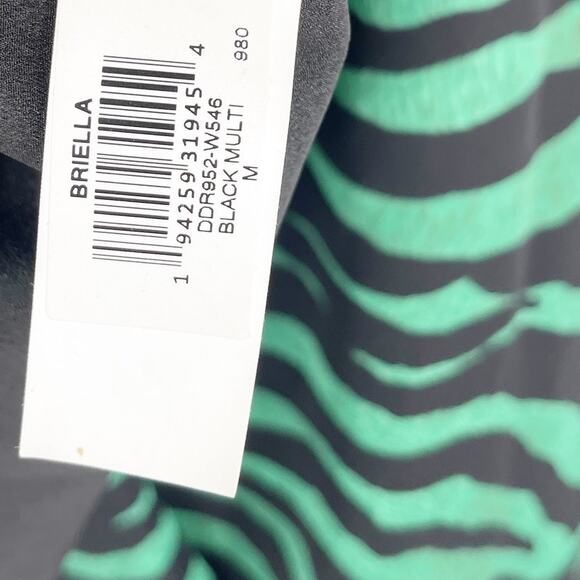 BRIELLA
1 94259 31945 4
DDR952-W546
BLACK MULTI
M
980